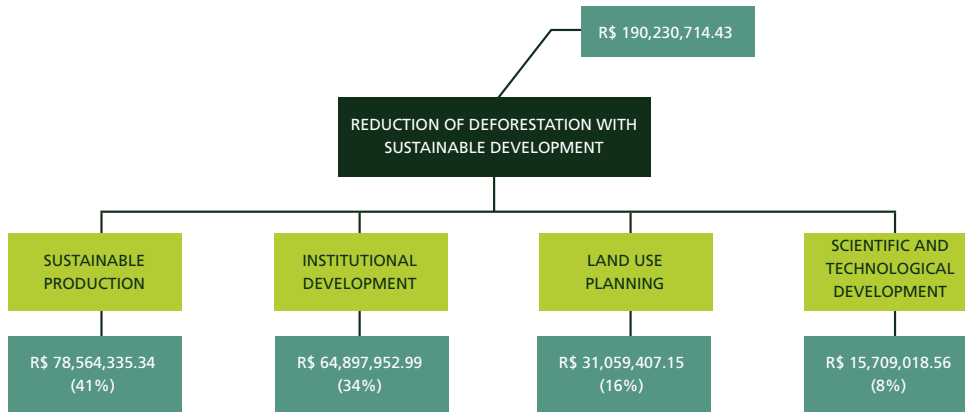 R$ 190,230,714.43
REDUCTION OF DEFORESTATION WITH
SUSTAINABLE DEVELOPMENT
SUSTAINABLE
PRODUCTION
INSTITUTIONAL
DEVELOPMENT
LAND USE
PLANNING
SCIENTIFIC AND
TECHNOLOGICAL
DEVELOPMENT
R$ 78,564,335.34
(41%)
R$ 64,897,952.99
(34%)
R$ 31,059,407.15
(16%)
R$ 15,709,018.56
(8%)